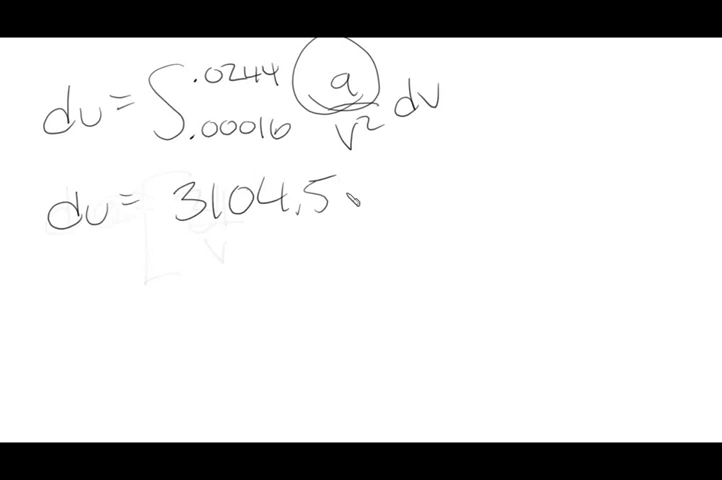 du = ∫ .0244 .00016 a/v² dv
du = 3104.5